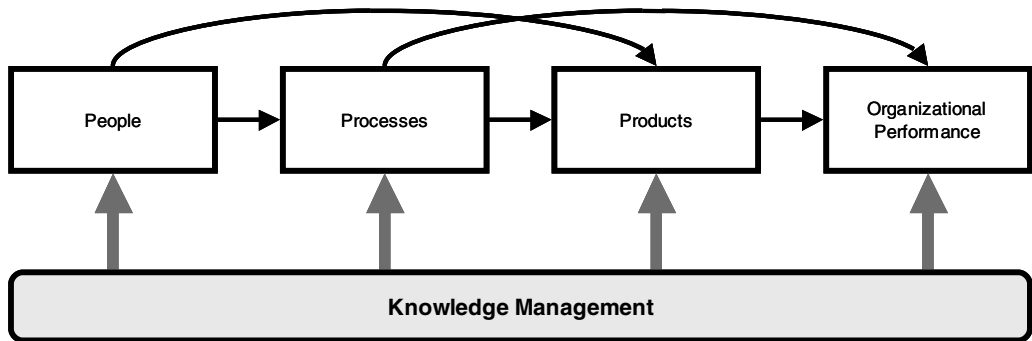 People
Processes
Products
Organizational
Performance
Knowledge Management